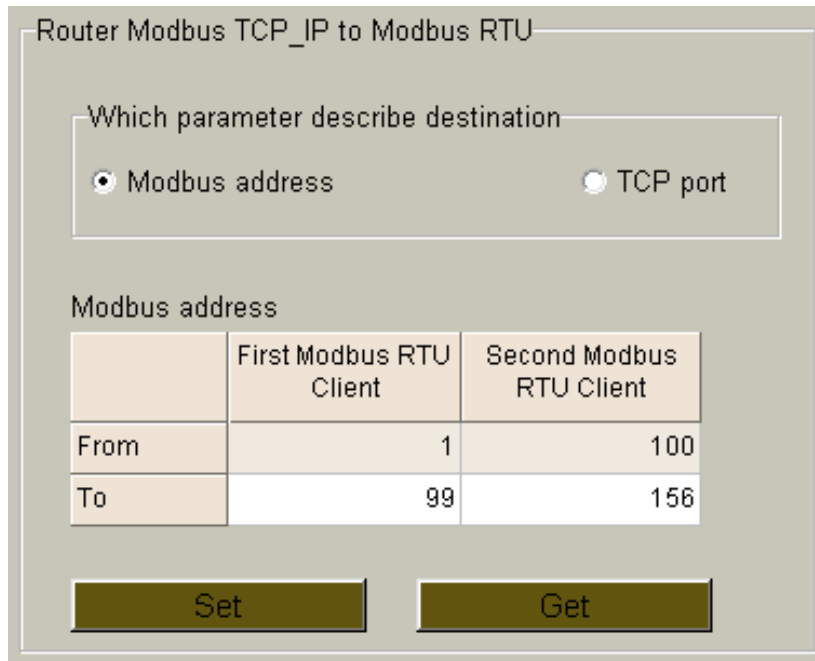 Router Modbus TCP_IP to Modbus RTU
Which parameter describe destination
Modbus address TCP port
Modbus address
First Modbus RTU Client Second Modbus RTU Client
From 1 100
To 99 156
Set Get